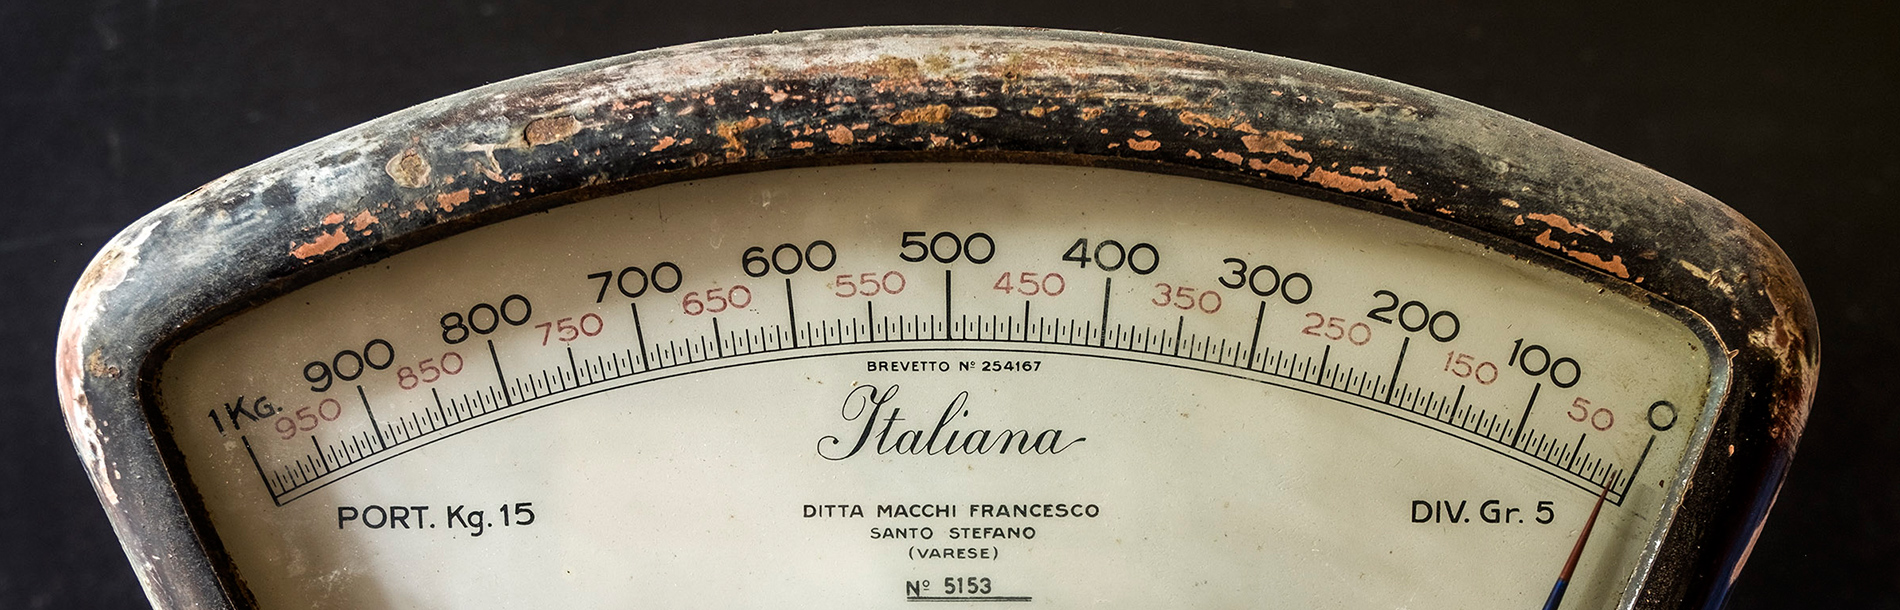 1 Kg. 900 800 700 600 500 400 300 200 100 0
950 850 750 650 550 450 350 250 150 50
BREVETTO Nº 254167
Italiana
PORT. Kg. 15
DITTA MACCHI FRANCESCO
SANTO STEFANO
(VARESE)
Nº 5153
DIV. Gr. 5